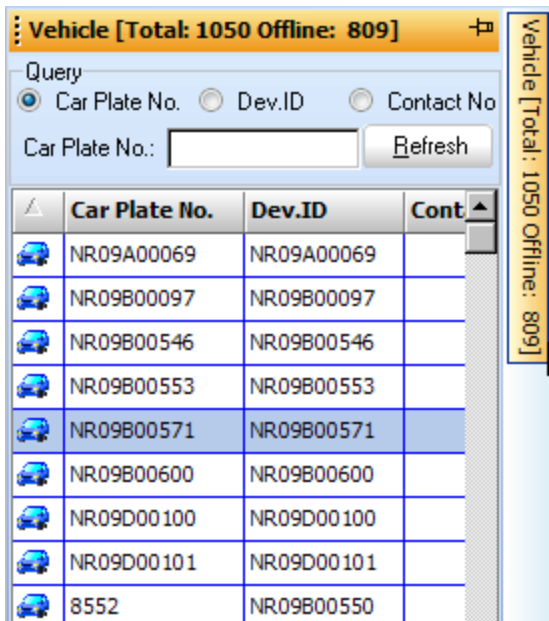 Vehicle [Total: 1050 Offline: 809]
Query
Car Plate No. Dev.ID Contact No
Car Plate No.: Refresh
Car Plate No. Dev.ID Cont.
NR09A00069 NR09A00069
NR09B00097 NR09B00097
NR09B00546 NR09B00546
NR09B00553 NR09B00553
NR09B00571 NR09B00571
NR09B00600 NR09B00600
NR09D00100 NR09D00100
NR09D00101 NR09D00101
8552 NR09B00550
Vehicle [Total: 1050 Offline: 809]